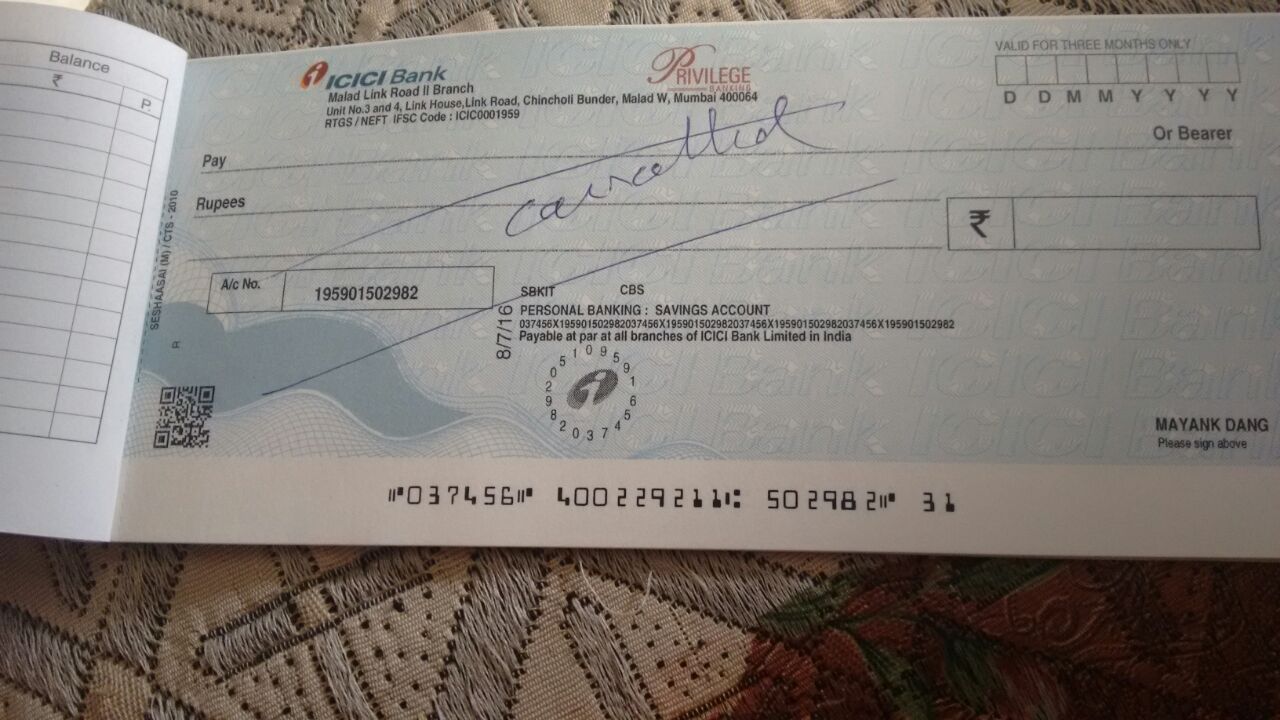 Balance
₹
P.
ICICI Bank
PRIVILEGE
BANKING
Malad Link Road II Branch
Unit No.3 and 4, Link House,Link Road, Chincholi Bunder, Malad W, Mumbai 400064
RTGS / NEFT IFSC Code : ICIC0001959
VALID FOR THREE MONTHS ONLY
D D M M Y Y Y Y
Pay
Or Bearer
Rupees
cancelled
₹
A/c No. 195901502982
SBKIT CBS
PERSONAL BANKING : SAVINGS ACCOUNT
037456X195901502982037456X195901502982037456X195901502982037456X195901502982
Payable at par at all branches of ICICI Bank Limited in India
8/7/16
SESHAASAI (M) / CTS - 2010
R
037456195901502982
MAYANK DANG
Please sign above
⑈037456⑈ 400229211⑆ 502982⑈ 31